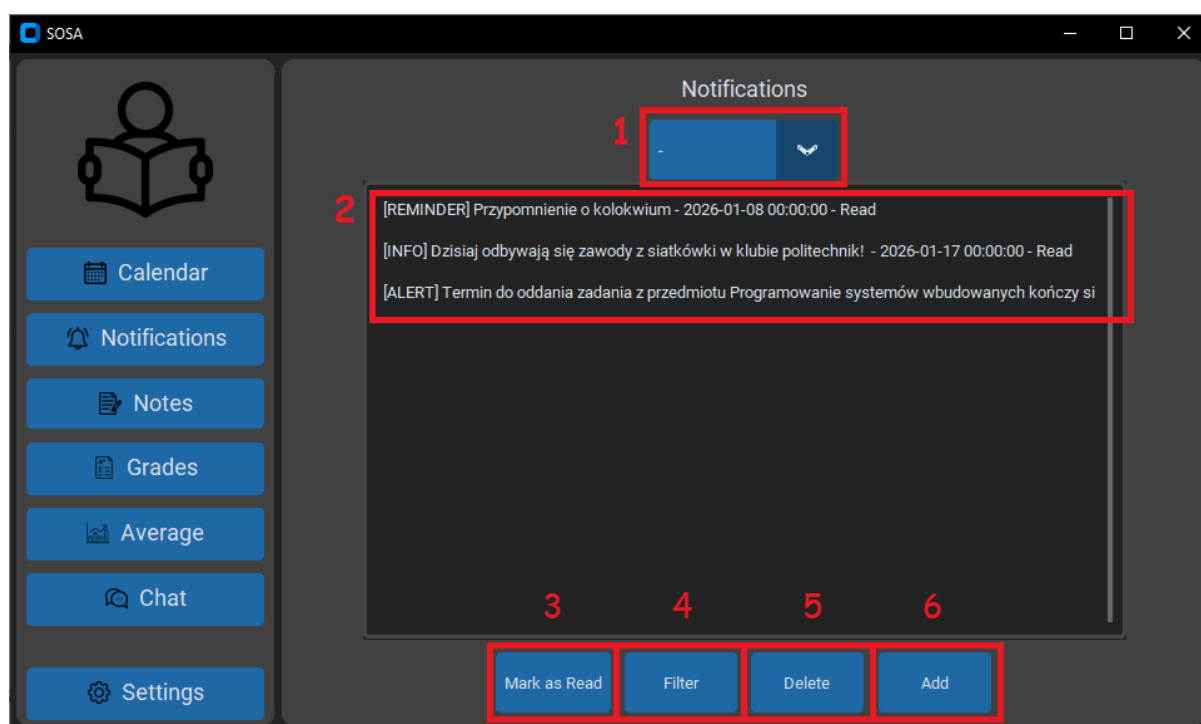 SOSA
Notifications
1
-
2
[REMINDER] Przypomnienie o kolokwium - 2026-01-08 00:00:00 - Read
[INFO] Dzisiaj odbywają się zawody z siatkówki w klubie politechnik! - 2026-01-17 00:00:00 - Read
[ALERT] Termin do oddania zadania z przedmiotu Programowanie systemów wbudowanych kończy si
Calendar
Notifications
Notes
Grades
Average
Chat
Settings
3 4 5 6
Mark as Read Filter Delete Add